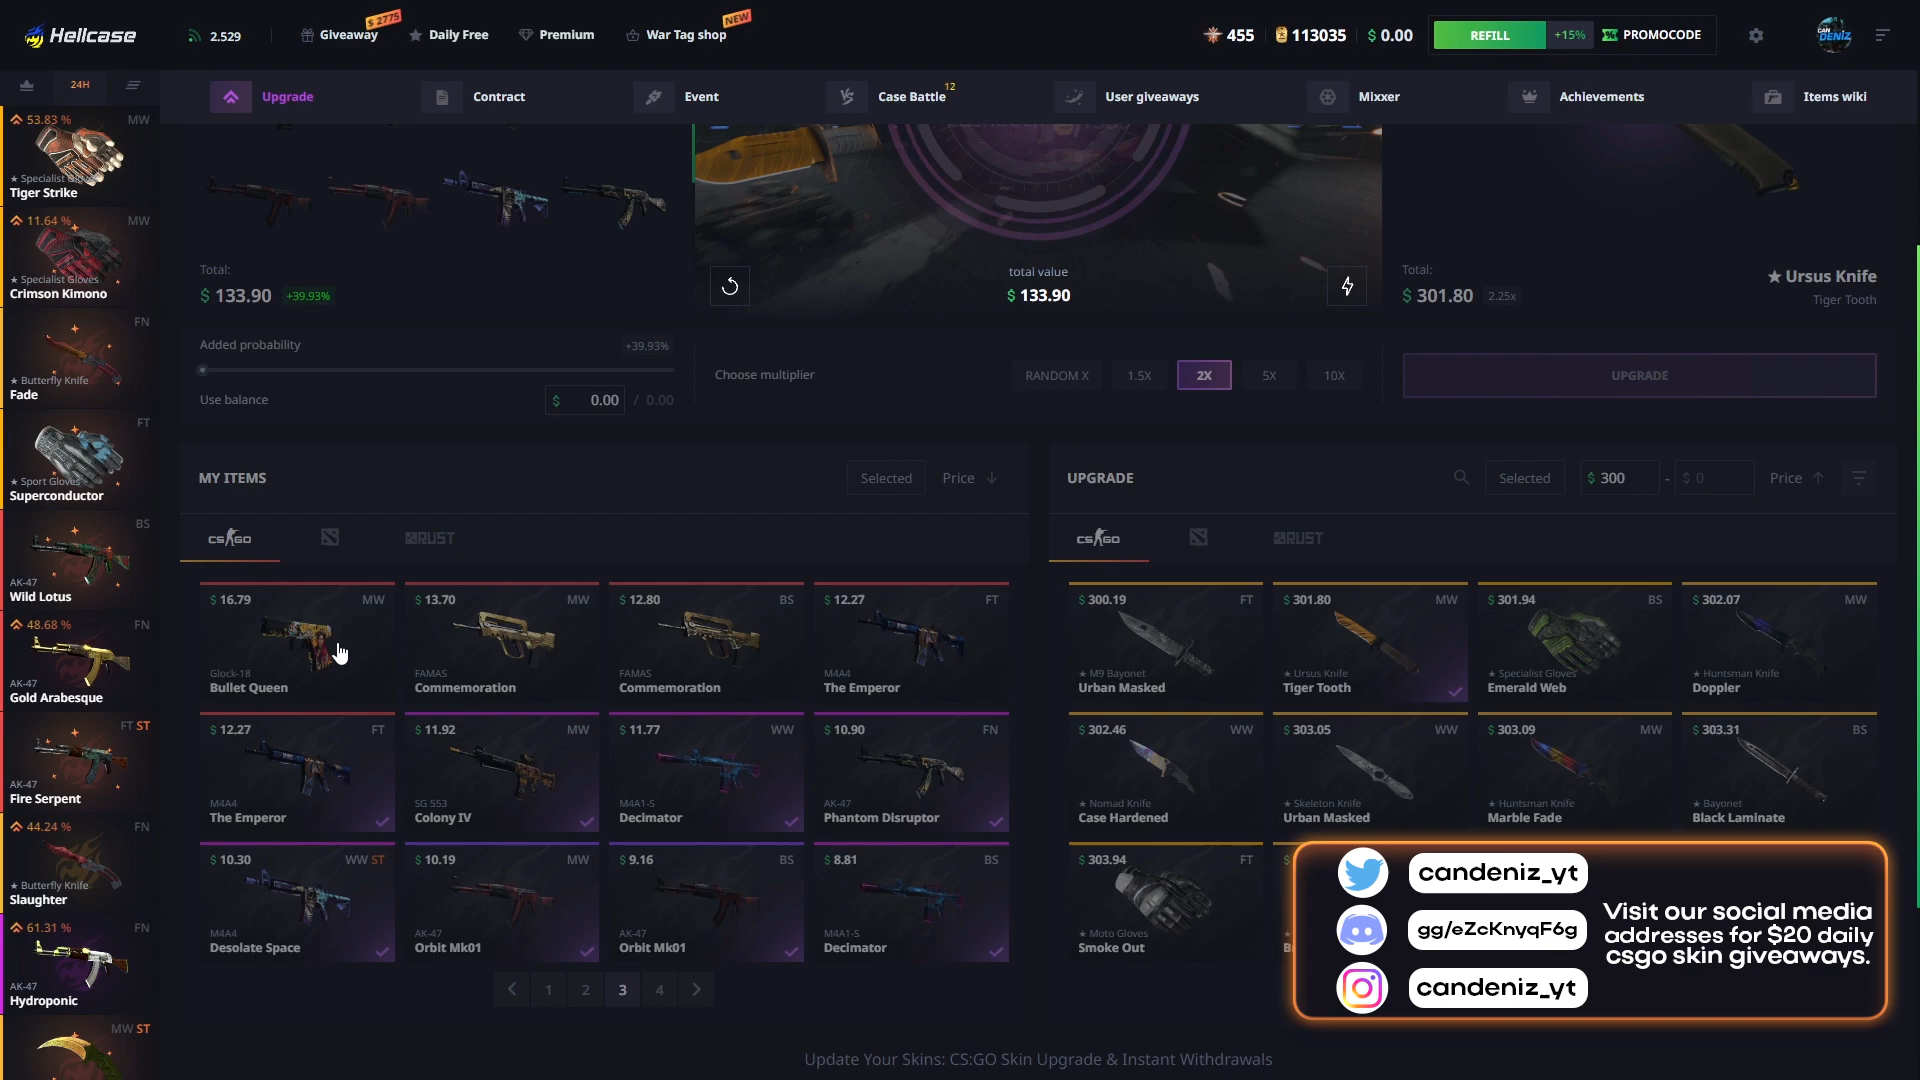 Hellcase
2.529
Giveaway
$ 2775
Daily Free
Premium
War Tag shop
NEW
455
113035
$ 0.00
REFILL
+15%
PROMOCODE
CAN DENİZ
24H
Upgrade
Contract
Event
Case Battle
12
User giveaways
Mixxer
Achievements
Items wiki
53.83 %
MW
★ Specialist Gloves
Tiger Strike
11.64 %
MW
★ Specialist Gloves
Crimson Kimono
FN
★ Butterfly Knife
Fade
FT
★ Sport Gloves
Superconductor
BS
AK-47
Wild Lotus
48.68 %
FN
AK-47
Gold Arabesque
FT ST
AK-47
Fire Serpent
44.24 %
FN
★ Butterfly Knife
Slaughter
61.31 %
FN
AK-47
Hydroponic
MW ST
Total:
$ 133.90
+39.93%
total value
$ 133.90
Total:
$ 301.80
2.25x
★ Ursus Knife
Tiger Tooth
Added probability
+39.93%
Use balance
$ 0.00 / 0.00
Choose multiplier
RANDOM X
1.5X
2X
5X
10X
UPGRADE
MY ITEMS
Selected
Price
CS:GO
RUST
$ 16.79
MW
Glock-18
Bullet Queen
$ 13.70
MW
FAMAS
Commemoration
$ 12.80
BS
FAMAS
Commemoration
$ 12.27
FT
M4A4
The Emperor
$ 12.27
FT
M4A4
The Emperor
$ 11.92
MW
SG 553
Colony IV
$ 11.77
WW
M4A1-S
Decimator
$ 10.90
FN
AK-47
Phantom Disruptor
$ 10.30
WW ST
M4A4
Desolate Space
$ 10.19
MW
AK-47
Orbit Mk01
$ 9.16
BS
AK-47
Orbit Mk01
$ 8.81
BS
M4A1-S
Decimator
1
2
3
4
UPGRADE
Selected
$ 300
-
$ 0
Price
CS:GO
RUST
$ 300.19
FT
★ M9 Bayonet
Urban Masked
$ 301.80
MW
★ Ursus Knife
Tiger Tooth
$ 301.94
BS
★ Specialist Gloves
Emerald Web
$ 302.07
MW
★ Huntsman Knife
Doppler
$ 302.46
WW
★ Nomad Knife
Case Hardened
$ 303.05
WW
★ Skeleton Knife
Urban Masked
$ 303.09
MW
★ Huntsman Knife
Marble Fade
$ 303.31
BS
★ Bayonet
Black Laminate
$ 303.94
FT
★ Moto Gloves
Smoke Out
candeniz_yt
gg/eZcKnyqF6g
candeniz_yt
Visit our social media
addresses for $20 daily
csgo skin giveaways.
Update Your Skins: CS:GO Skin Upgrade & Instant Withdrawals